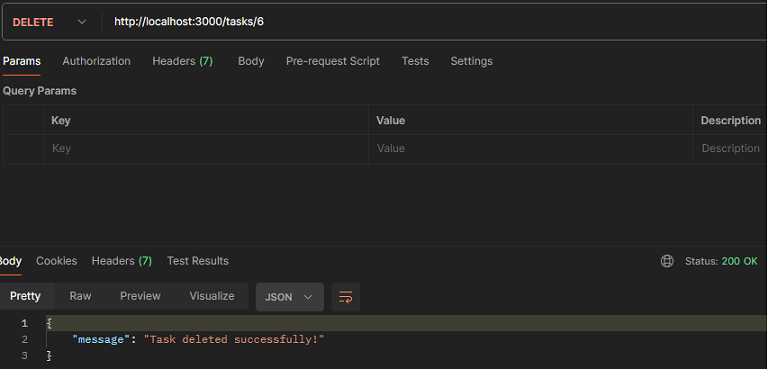 DELETE http://localhost:3000/tasks/6
Params Authorization Headers (7) Body Pre-request Script Tests Settings
Query Params
Key Value Description
Key Value Description
Body Cookies Headers (7) Test Results Status: 200 OK
Pretty Raw Preview Visualize JSON
1 {
2 "message": "Task deleted successfully!"
3 }